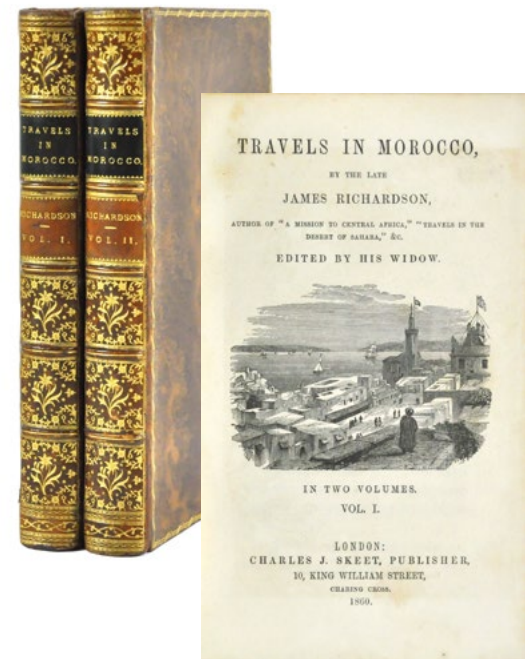 TRAVELS
IN
MOROCCO.
RICHARDSON
VOL. I.
TRAVELS
IN
MOROCCO.
RICHARDSON
VOL. II.
TRAVELS IN MOROCCO,
BY THE LATE
JAMES RICHARDSON,
AUTHOR OF "A MISSION TO CENTRAL AFRICA," "TRAVELS IN THE
DESERT OF SAHARA," &C.
EDITED BY HIS WIDOW.
IN TWO VOLUMES.
VOL. I.
LONDON:
CHARLES J. SKEET, PUBLISHER,
10, KING WILLIAM STREET,
CHARING CROSS.
1860.